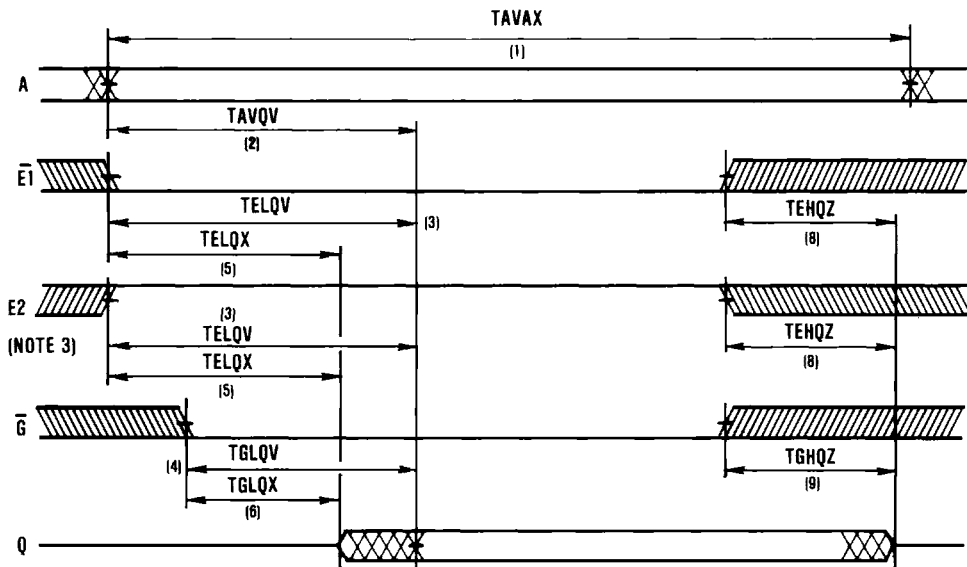 TAVAX
(1)
A
TAVQV
(2)
E1
TELQV
(3)
TEHQZ
TELQX
(8)
(5)
E2
(3)
(NOTE 3)
TELQV
TEHQZ
TELQX
(8)
(5)
G
(4)
TGLQV
TGHQZ
TGLQX
(9)
(6)
Q